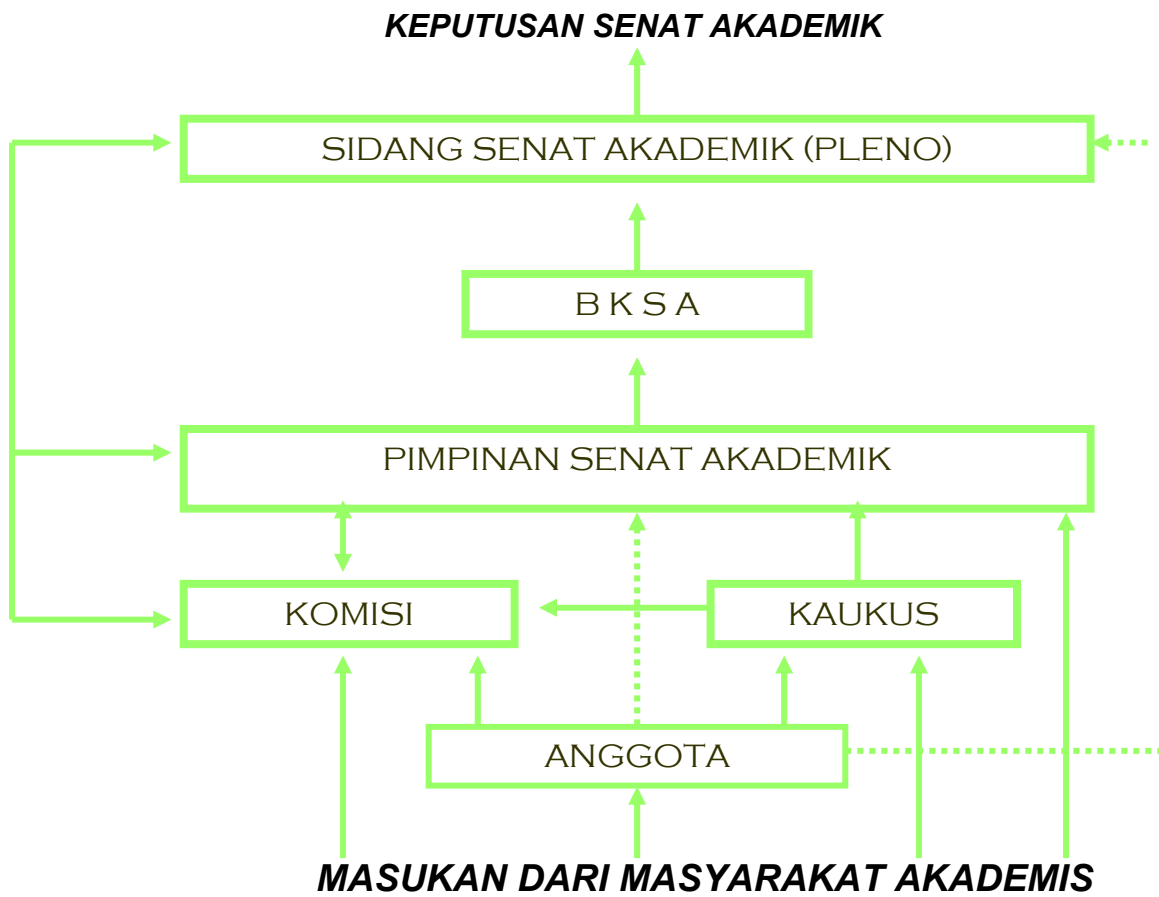 KEPUTUSAN SENAT AKADEMIK
SIDANG SENAT AKADEMIK (PLENO)
B K S A
PIMPINAN SENAT AKADEMIK
KOMISI
KAUKUS
ANGGOTA
MASUKAN DARI MASYARAKAT AKADEMIS